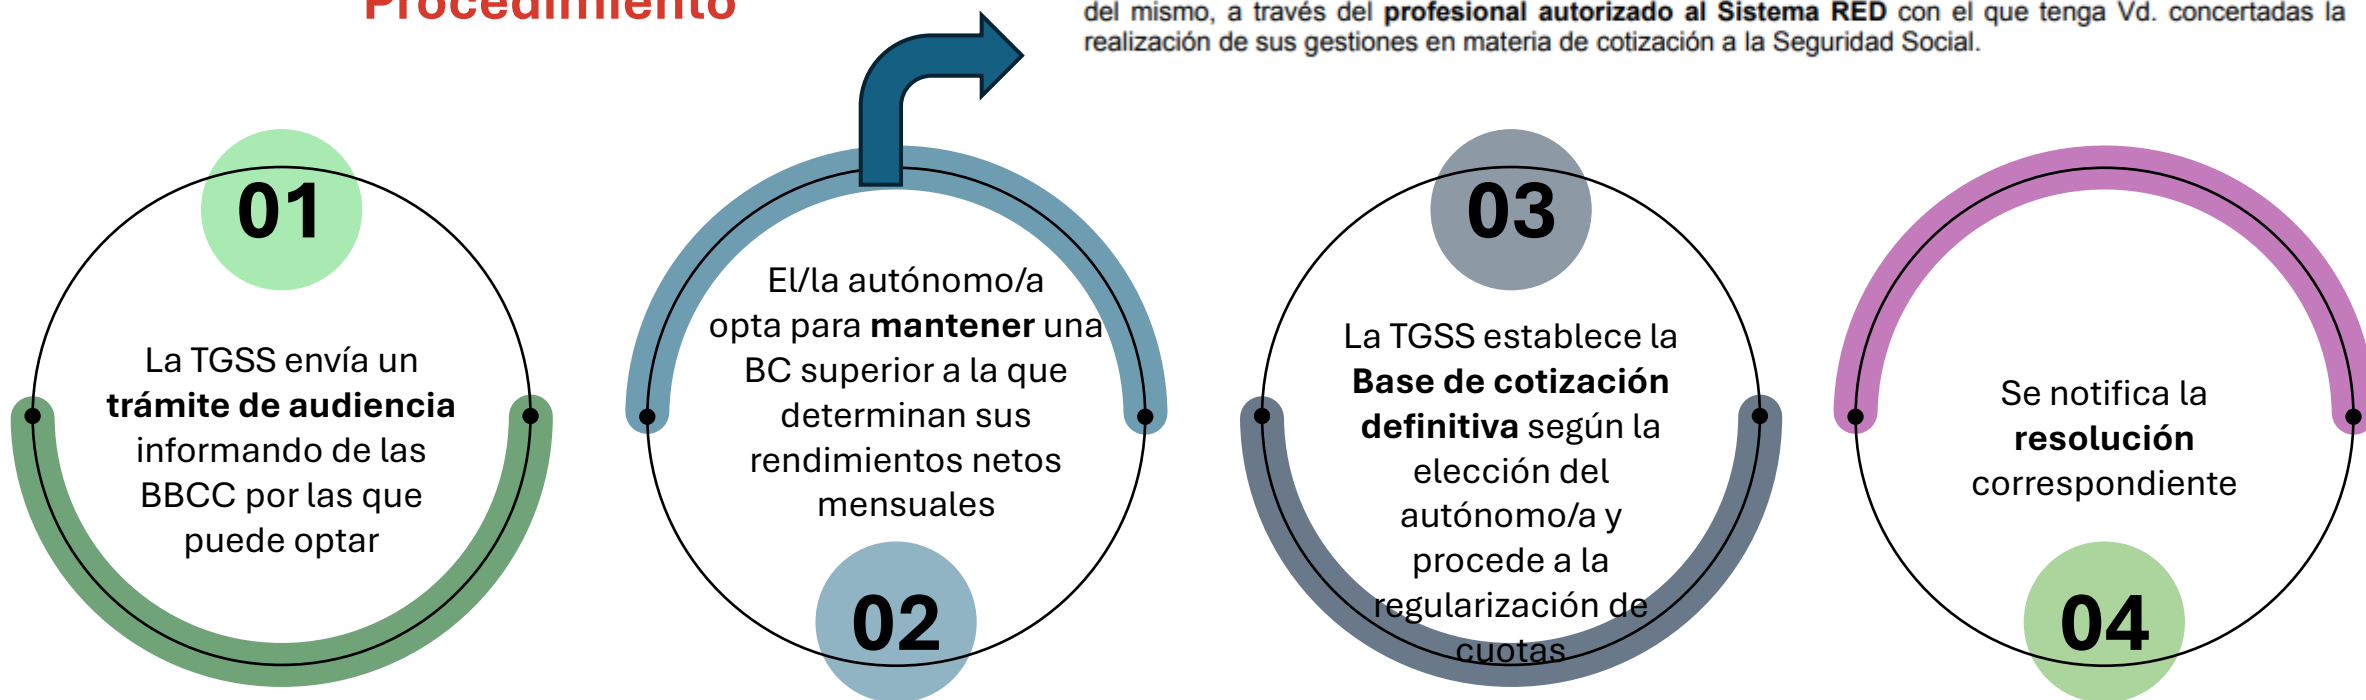 Procedimiento
del mismo, a través del profesional autorizado al Sistema RED con el que tenga Vd. concertadas la
realización de sus gestiones en materia de cotización a la Seguridad Social.
01
La TGSS envía un
trámite de audiencia
informando de las
BBCC por las que
puede optar
El/la autónomo/a
opta para mantener una
BC superior a la que
determinan sus
rendimientos netos
mensuales
02
03
La TGSS establece la
Base de cotización
definitiva según la
elección del
autónomo/a y
procede a la
regularización de
cuotas
Se notifica la
resolución
correspondiente
04